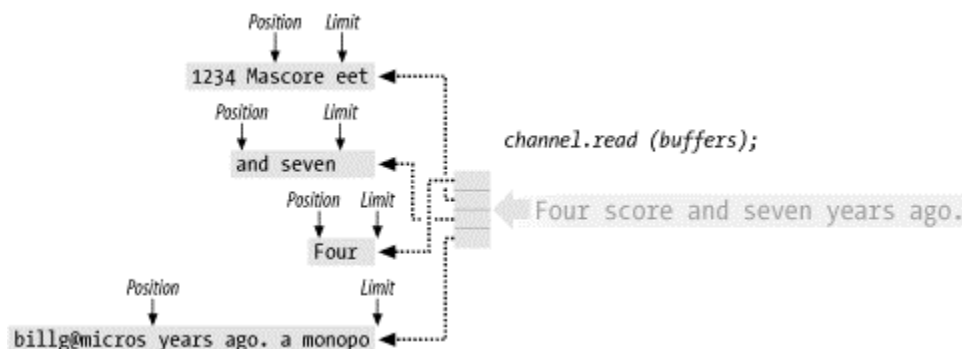 Position Limit
1234 Mascore eet
Position Limit
channel.read (buffers);
and seven
Position Limit
Four score and seven years ago.
Four
Position Limit
billg@micros years ago. a monopo